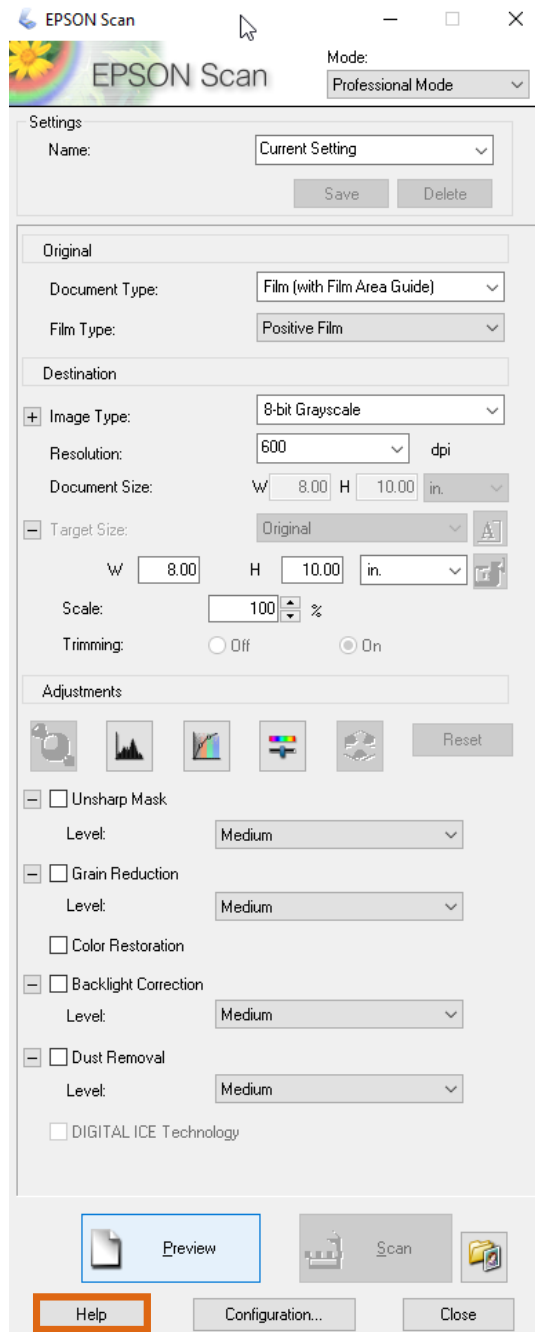 EPSON Scan
EPSON Scan
Mode:
Professional Mode
Settings
Name: Current Setting
Save Delete
Original
Document Type: Film (with Film Area Guide)
Film Type: Positive Film
Destination
+ Image Type: 8-bit Grayscale
Resolution: 600 dpi
Document Size: W 8.00 H 10.00 in.
− Target Size: Original A
W 8.00 H 10.00 in.
Scale: 100 %
Trimming: Off On
Adjustments
Reset
− Unsharp Mask
Level: Medium
− Grain Reduction
Level: Medium
Color Restoration
− Backlight Correction
Level: Medium
− Dust Removal
Level: Medium
DIGITAL ICE Technology
Preview Scan
Help Configuration... Close